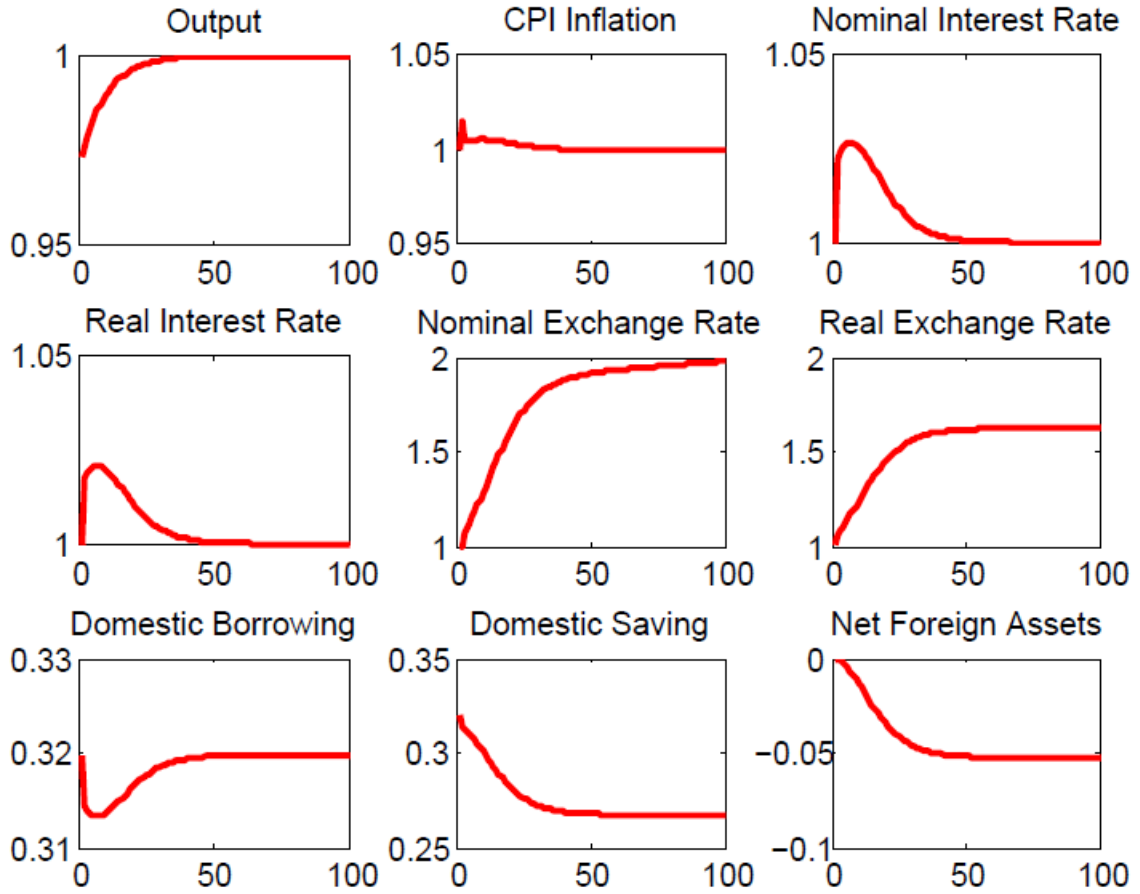 Output CPI Inflation Nominal Interest Rate
1 1.05 1.05
1
0.95 0.95 1
0 50 100 0 50 100 0 50 100
Real Interest Rate Nominal Exchange Rate Real Exchange Rate
1.05 2 2
1.5 1.5
1 1 1
0 50 100 0 50 100 0 50 100
Domestic Borrowing Domestic Saving Net Foreign Assets
0.33 0.35 0
0.32 0.3 −0.05
0.31 0.25 −0.1
0 50 100 0 50 100 0 50 100